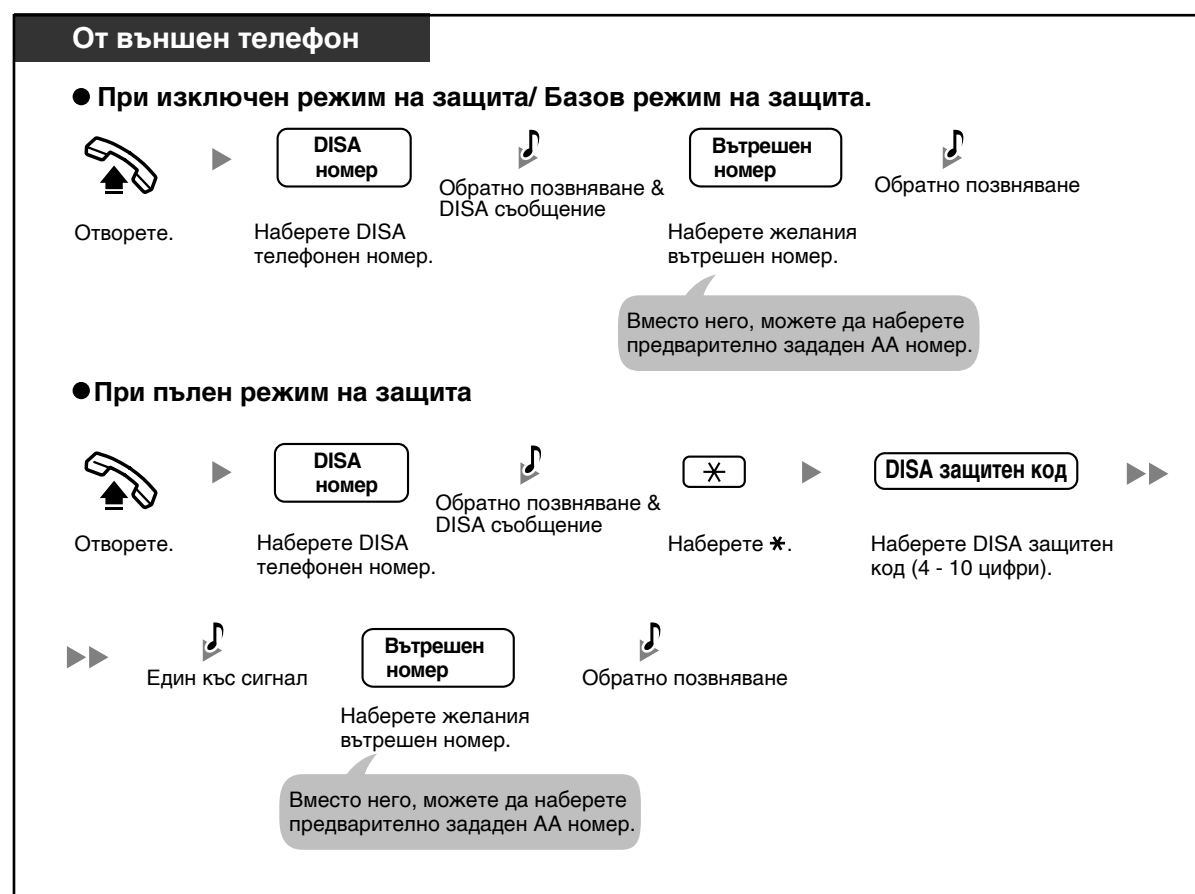 От външен телефон
● При изключен режим на защита/ Базов режим на защита.
DISA
номер
Вътрешен
номер
Обратно позвняване &
DISA съобщение
Обратно позвняване
Отворете.
Наберете DISA
телефонен номер.
Наберете желания
вътрешен номер.
Вместо него, можете да наберете
предварително зададен АА номер.
●При пълен режим на защита
DISA
номер
Обратно позвняване &
DISA съобщение
*
DISA защитен код
Отворете.
Наберете DISA
телефонен номер.
Наберете *.
Наберете DISA защитен
код (4 - 10 цифри).
Един къс сигнал
Вътрешен
номер
Обратно позвняване
Наберете желания
вътрешен номер.
Вместо него, можете да наберете
предварително зададен АА номер.